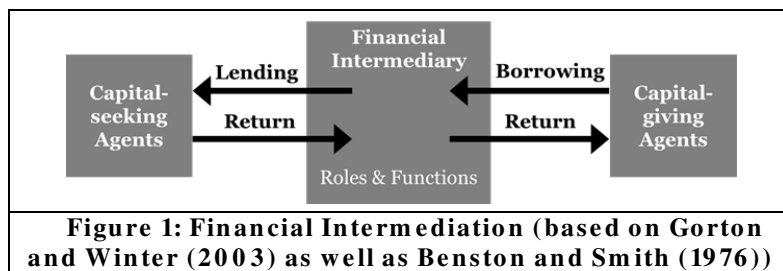 Financial
Intermediary
Lending
Borrowing
Capital-
seeking
Agents
Capital-
giving
Agents
Return
Return
Roles & Functions
Figure 1: Financial Intermediation (based on Gorton
and Winter (2003) as well as Benston and Smith (1976))